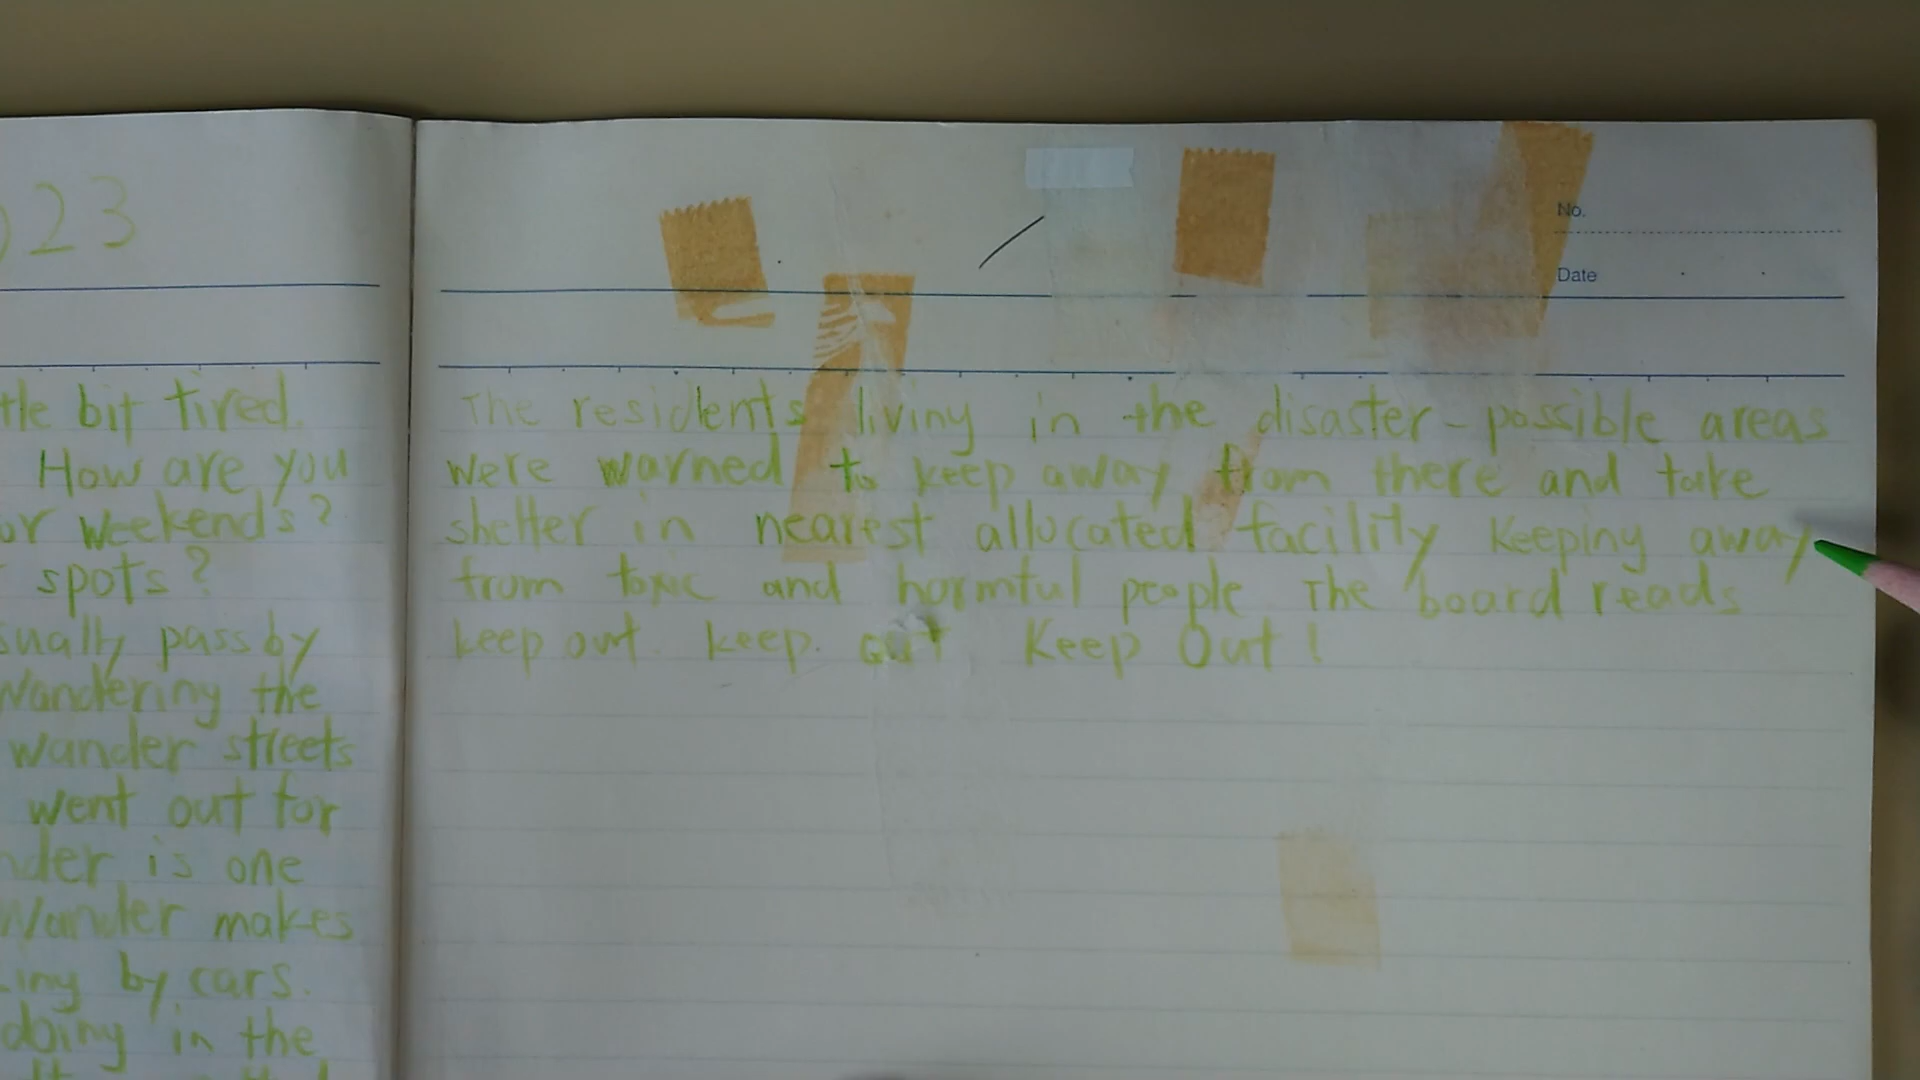 23
tle bit tired.
How are you
or weekends?
spots?
sually pass by
Wandering the
wander streets
went out for
nder is one
Wander makes
ing by cars.
doing in the
No.
Date
The residents living in the disaster-possible areas
were warned to keep away from there and take
shelter in nearest allocated facility Keeping away
from toxic and harmful people The board reads
keep out. keep. out Keep Out!